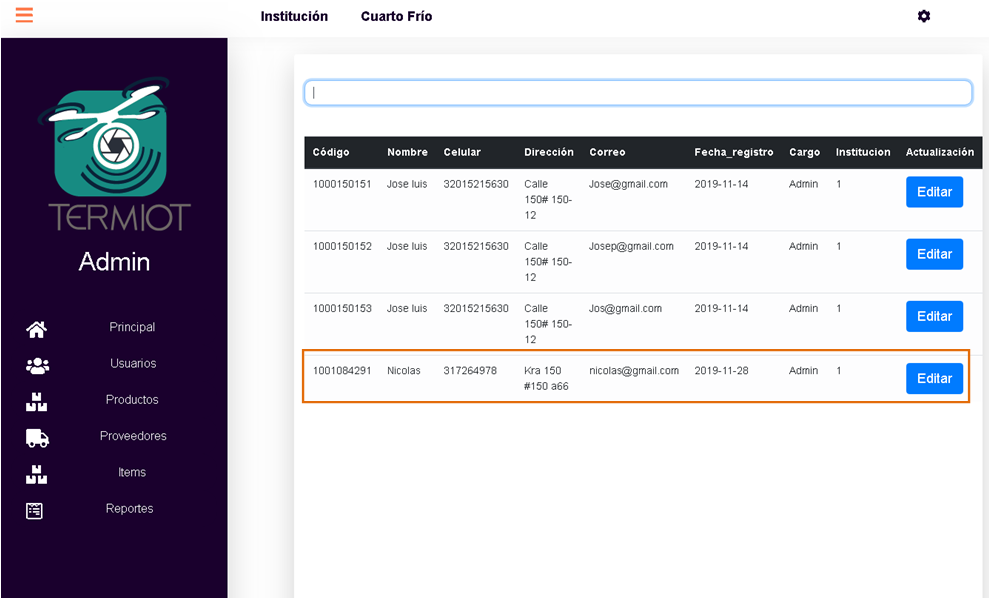 Institución Cuarto Frío
TERMIOT
Admin
Principal
Usuarios
Productos
Proveedores
Items
Reportes
Código Nombre Celular Dirección Correo Fecha_registro Cargo Institucion Actualización
1000150151 Jose luis 32015215630 Calle 150# 150-12 Jose@gmail.com 2019-11-14 Admin 1 Editar
1000150152 Jose luis 32015215630 Calle 150# 150-12 Josep@gmail.com 2019-11-14 Admin 1 Editar
1000150153 Jose luis 32015215630 Calle 150# 150-12 Jos@gmail.com 2019-11-14 Admin 1 Editar
1001084291 Nicolas 317264978 Kra 150 #150 a66 nicolas@gmail.com 2019-11-28 Admin 1 Editar